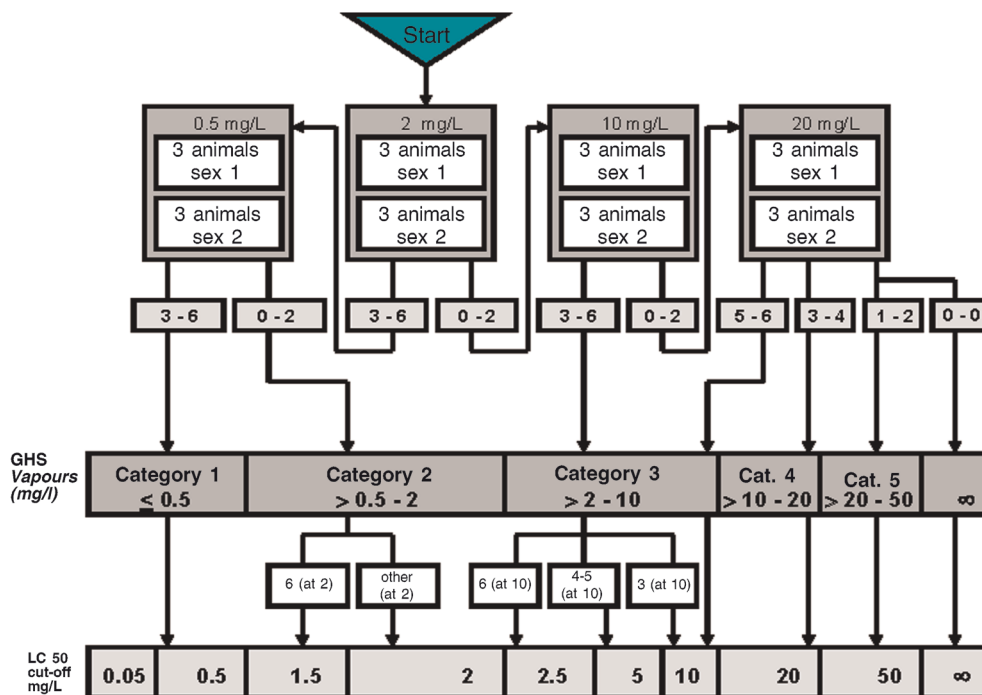 Start
0.5 mg/L
3 animals
sex 1
3 animals
sex 2
2 mg/L
3 animals
sex 1
3 animals
sex 2
10 mg/L
3 animals
sex 1
3 animals
sex 2
20 mg/L
3 animals
sex 1
3 animals
sex 2
3 - 6
0 - 2
3 - 6
0 - 2
3 - 6
0 - 2
5 - 6
3 - 4
1 - 2
0 - 0
GHS
Vapours
(mg/l)
Category 1
≤ 0.5
Category 2
> 0.5 - 2
Category 3
> 2 - 10
Cat. 4
> 10 - 20
Cat. 5
> 20 - 50
∞
6 (at 2)
other
(at 2)
6 (at 10)
4-5
(at 10)
3 (at 10)
LC 50
cut-off
mg/L
0.05
0.5
1.5
2
2.5
5
10
20
50
∞